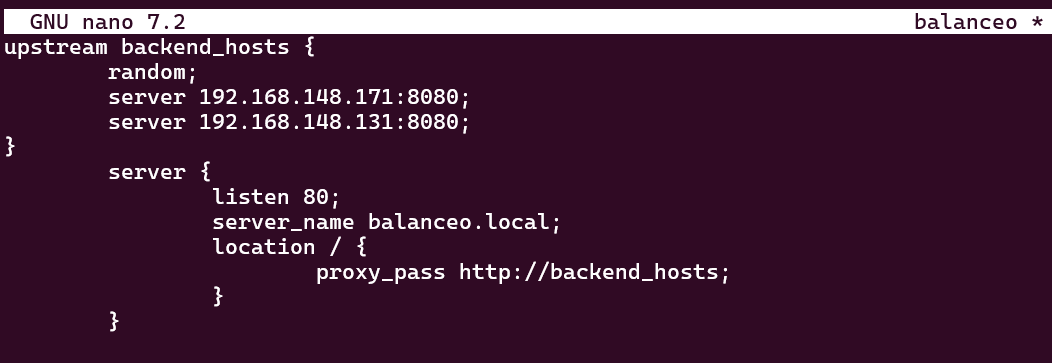 GNU nano 7.2 balanceo *
upstream backend_hosts {
random;
server 192.168.148.171:8080;
server 192.168.148.131:8080;
}
server {
listen 80;
server_name balanceo.local;
location / {
proxy_pass http://backend_hosts;
}
}